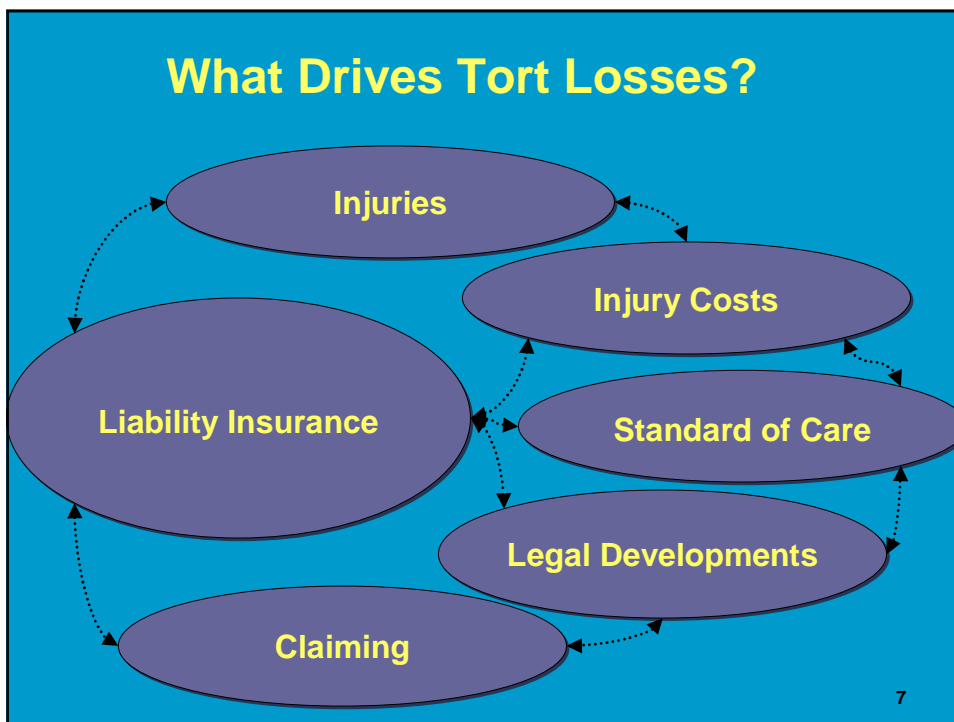 What Drives Tort Losses?
Injuries
Injury Costs
Liability Insurance
Standard of Care
Legal Developments
Claiming
7